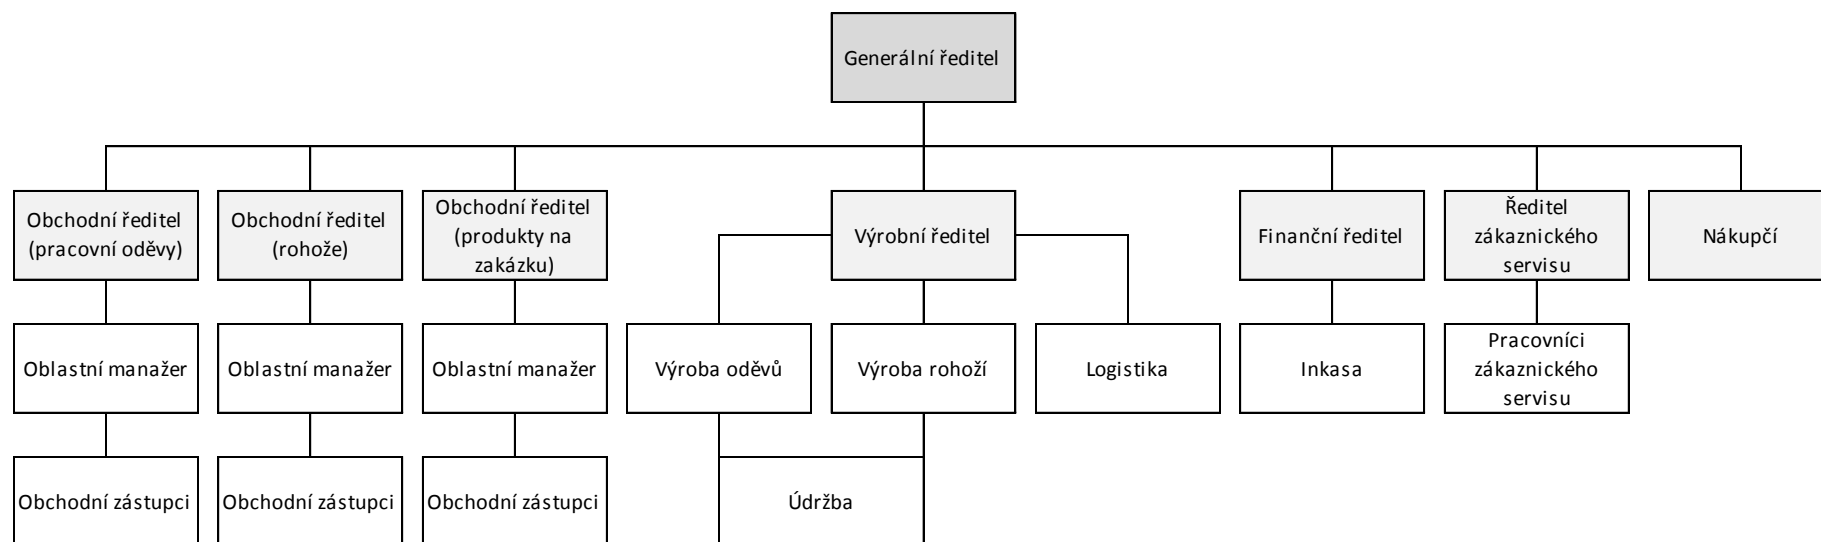 Generální ředitel
Obchodní ředitel
(pracovní oděvy)
Obchodní ředitel
(rohože)
Obchodní ředitel
(produkty na
zakázku)
Výrobní ředitel
Finanční ředitel
Ředitel
zákaznického
servisu
Nákupčí
Oblastní manažer
Oblastní manažer
Oblastní manažer
Výroba oděvů
Výroba rohoží
Logistika
Inkasa
Pracovníci
zákaznického
servisu
Obchodní zástupci
Obchodní zástupci
Obchodní zástupci
Údržba